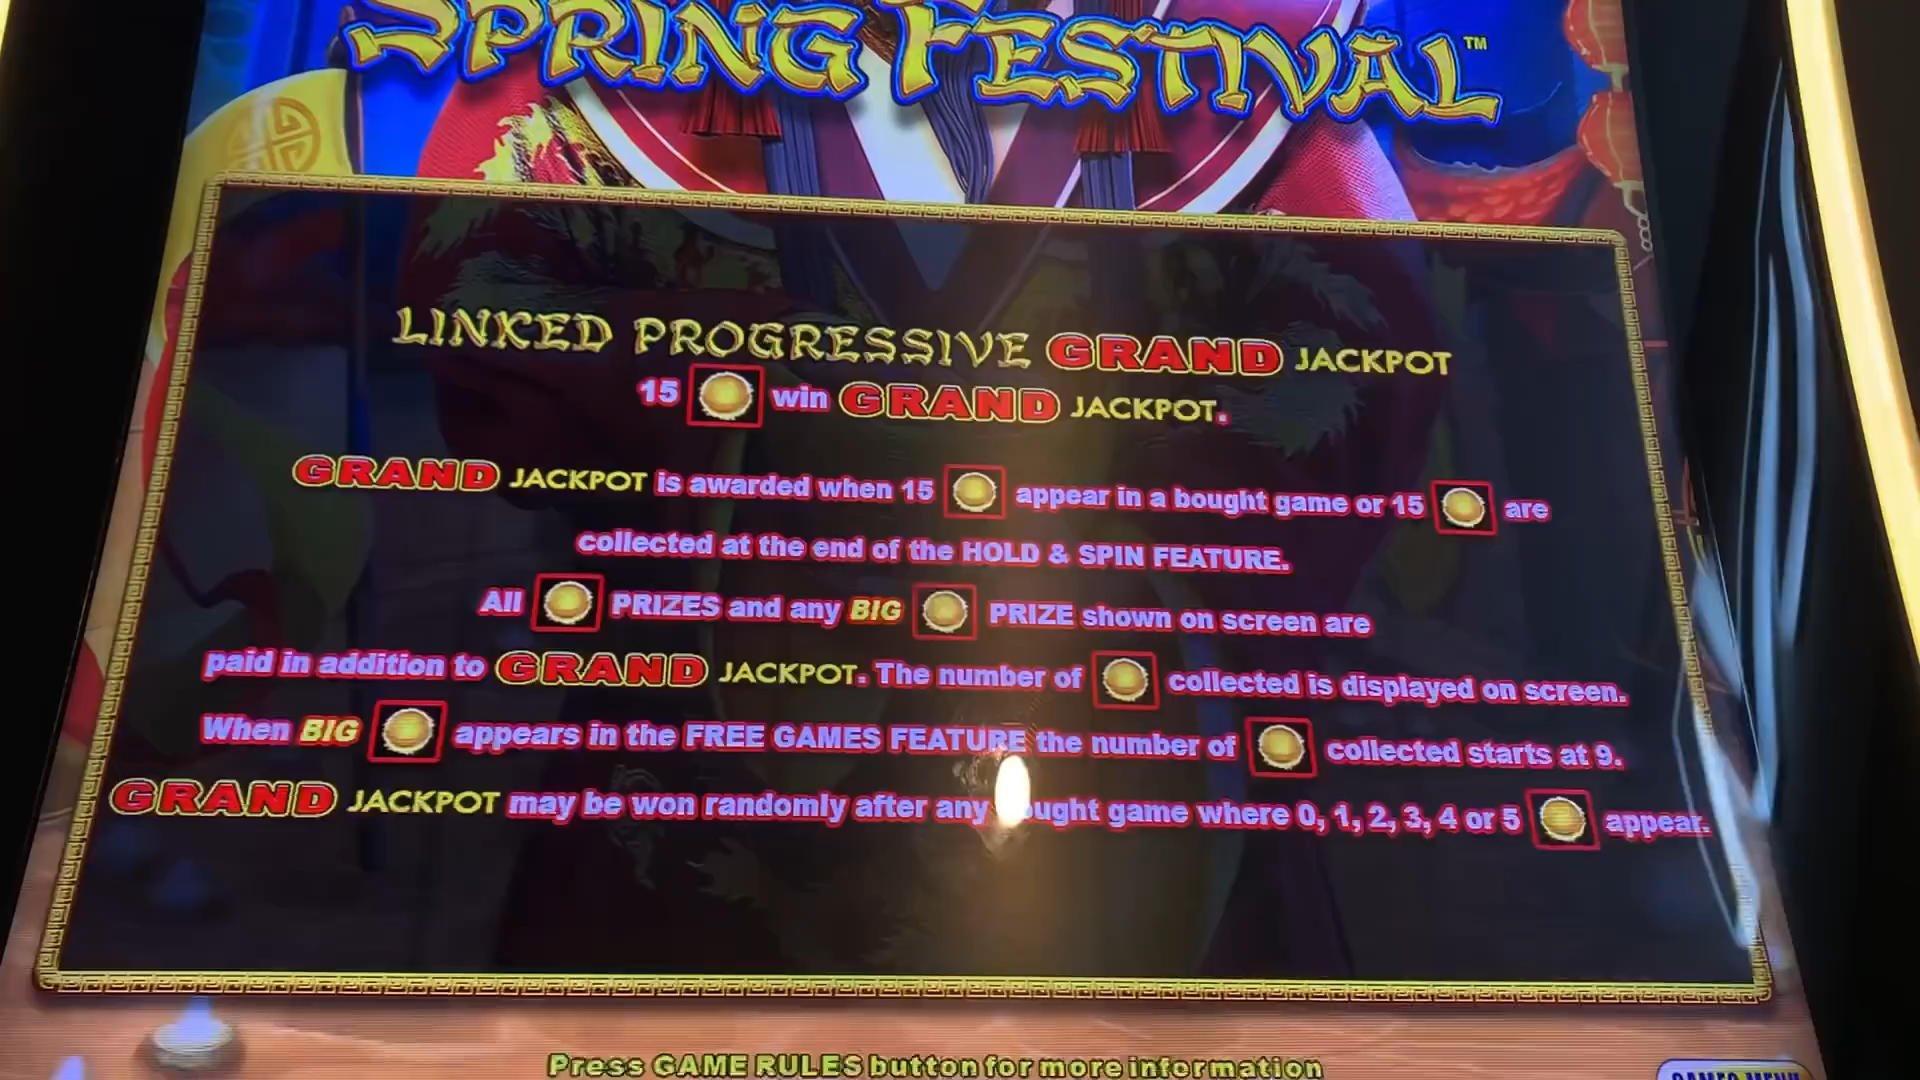 SPRING FESTIVAL™
LINKED PROGRESSIVE GRAND JACKPOT
15 win GRAND JACKPOT.
GRAND JACKPOT is awarded when 15 appear in a bought game or 15 are
collected at the end of the HOLD & SPIN FEATURE.
All PRIZES and any BIG PRIZE shown on screen are
paid in addition to GRAND JACKPOT. The number of collected is displayed on screen.
When BIG appears in the FREE GAMES FEATURE the number of collected starts at 9.
GRAND JACKPOT may be won randomly after any bought game where 0, 1, 2, 3, 4 or 5 appear.
Press GAME RULES button for more information
GAMES MENU